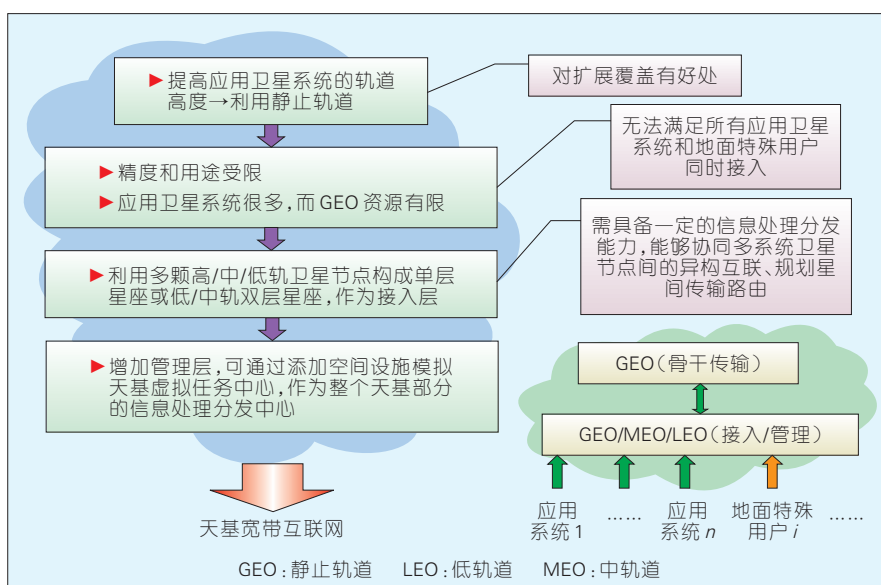 ▶提高应用卫星系统的轨道
高度→利用静止轨道
对扩展覆盖有好处
▶精度和用途受限
▶应用卫星系统很多,而GEO资源有限
无法满足所有应用卫星
系统和地面特殊用户
同时接入
▶利用多颗高/中/低轨卫星节点构成单层
星座或低/中轨双层星座,作为接入层
需具备一定的信息处理分发
能力,能够协同多系统卫星
节点间的异构互联、规划星
间传输路由
▶增加管理层,可通过添加空间设施模拟
天基虚拟任务中心,作为整个天基部分
的信息处理分发中心
天基宽带互联网
GEO(骨干传输)
GEO/MEO/LEO(接入/管理)
应用
系统1
……
应用
系统n
地面特殊
用户i
……
GEO:静止轨道 LEO:低轨道 MEO:中轨道